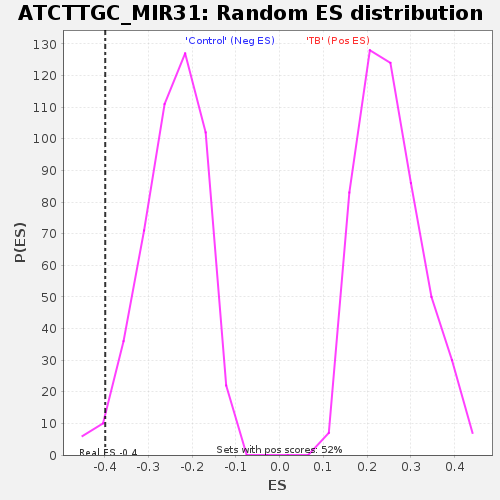 ATCTTGC_MIR31: Random ES distribution
'Control' (Neg ES) 'TB' (Pos ES)
130
120
110
100
90
80
70
60
50
40
30
20
10
0
P(ES)
Real ES -0.4
Sets with pos scores: 52%
-0.4 -0.3 -0.2 -0.1 0.0 0.1 0.2 0.3 0.4
ES